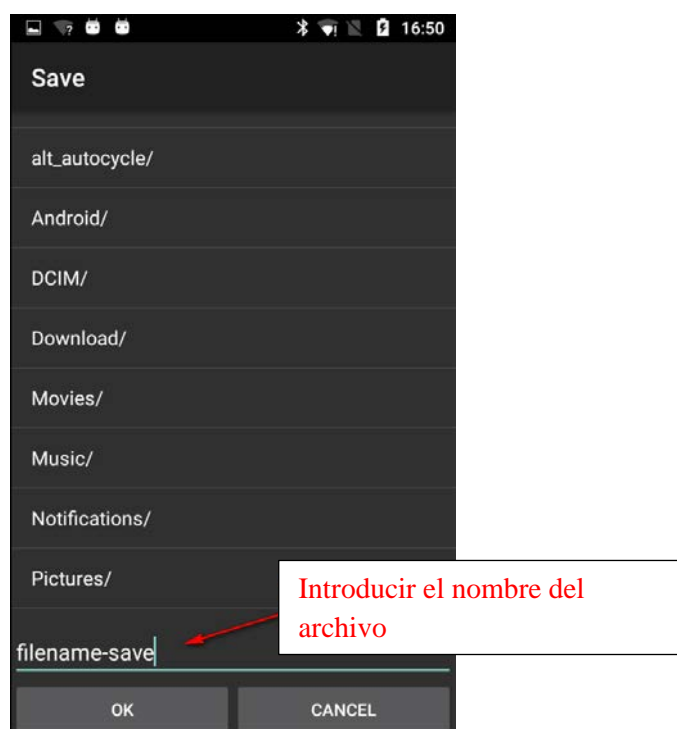 16:50
Save
alt_autocycle/
Android/
DCIM/
Download/
Movies/
Music/
Notifications/
Pictures/
Introducir el nombre del
archivo
filename-save
OK CANCEL